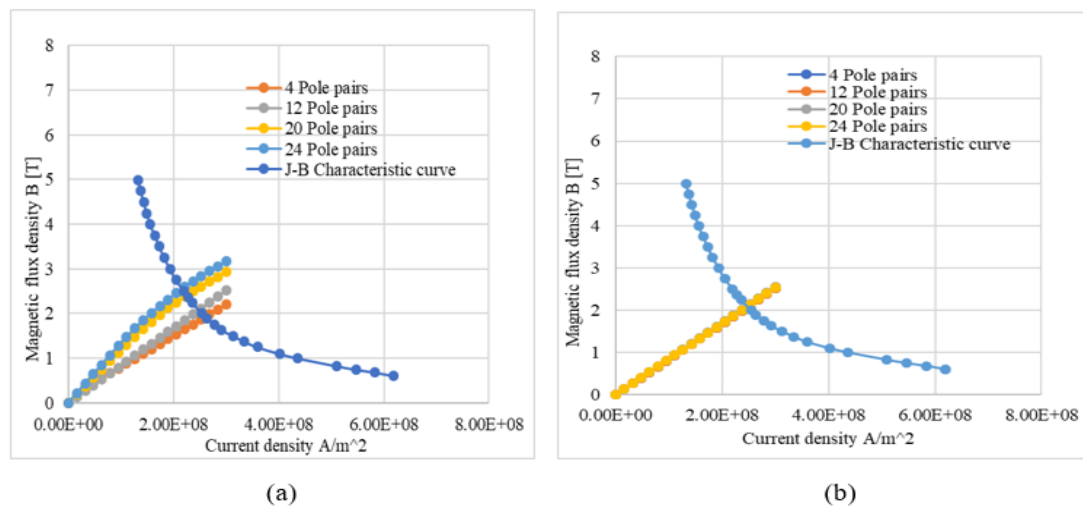 8
7
6
5
4
3
2
1
0
Magnetic flux density B [T]
4 Pole pairs
12 Pole pairs
20 Pole pairs
24 Pole pairs
J-B Characteristic curve
0.00E+00 2.00E+08 4.00E+08 6.00E+08 8.00E+08
Current density A/m^2
(a)
8
7
6
5
4
3
2
1
0
Magnetic flux density B [T]
4 Pole pairs
12 Pole pairs
20 Pole pairs
24 Pole pairs
J-B Characteristic curve
0.00E+00 2.00E+08 4.00E+08 6.00E+08 8.00E+08
Current density A/m^2
(b)